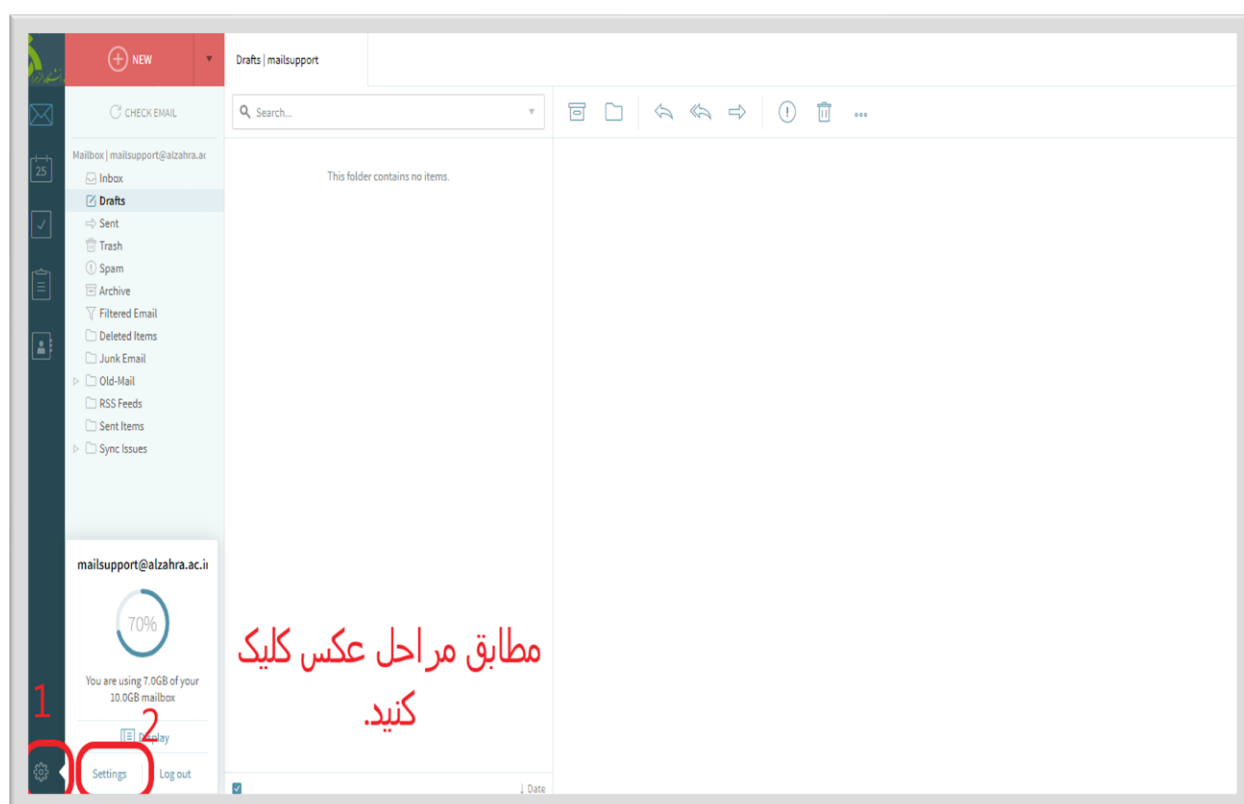 NEW
Drafts | mailsupport
CHECK EMAIL
Search...
Mailbox | mailsupport@alzahra.ac
25
This folder contains no items.
Inbox
Drafts
Sent
Trash
Spam
Archive
Filtered Email
Deleted Items
Junk Email
Old-Mail
RSS Feeds
Sent Items
Sync Issues
mailsupport@alzahra.ac.ir
70%
You are using 7.0GB of your
10.0GB mailbox
مطابق مراحل عکس کلیک
کنید.
1
2
Display
Settings
Log out
↓ Date